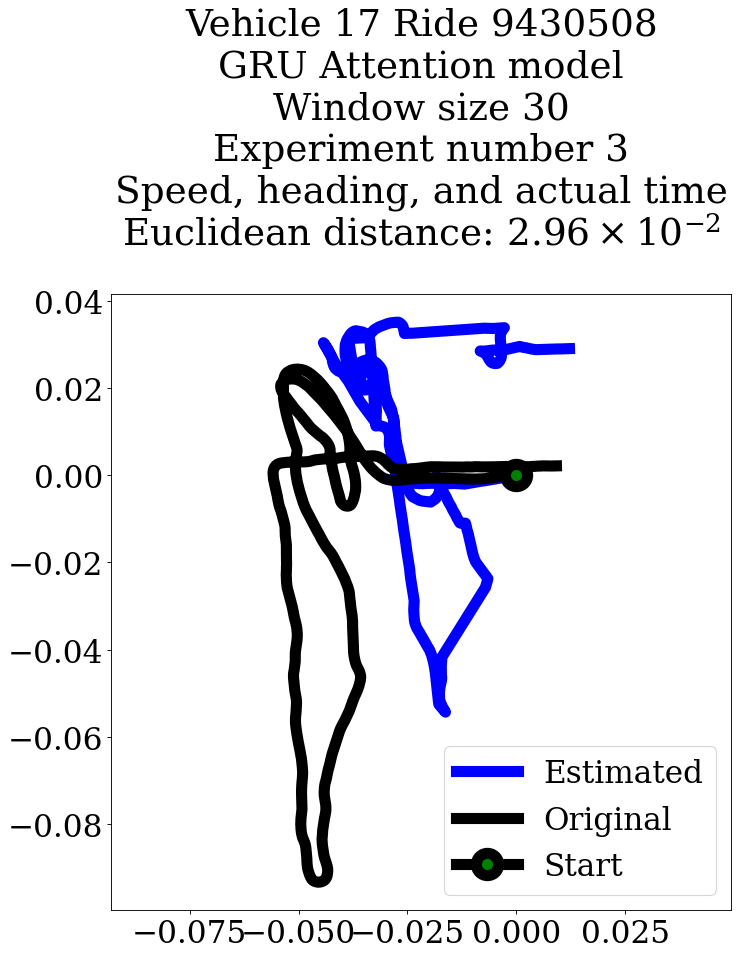 Vehicle 17 Ride 9430508
GRU Attention model
Window size 30
Experiment number 3
Speed, heading, and actual time
Euclidean distance: 2.96 × 10⁻²
0.04
0.02
0.00
−0.02
−0.04
−0.06
−0.08
Estimated
Original
Start
−0.075 −0.050 −0.025 0.000 0.025